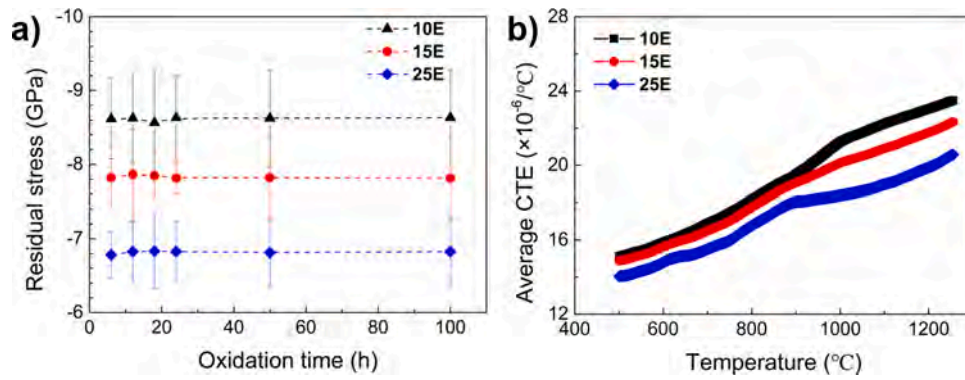 a)
-10
-9
-8
-7
-6
Residual stress (GPa)
0 20 40 60 80 100
Oxidation time (h)
10E
15E
25E
b)
28
24
20
16
12
Average CTE (×10⁻⁶/°C)
400 600 800 1000 1200
Temperature (°C)
10E
15E
25E